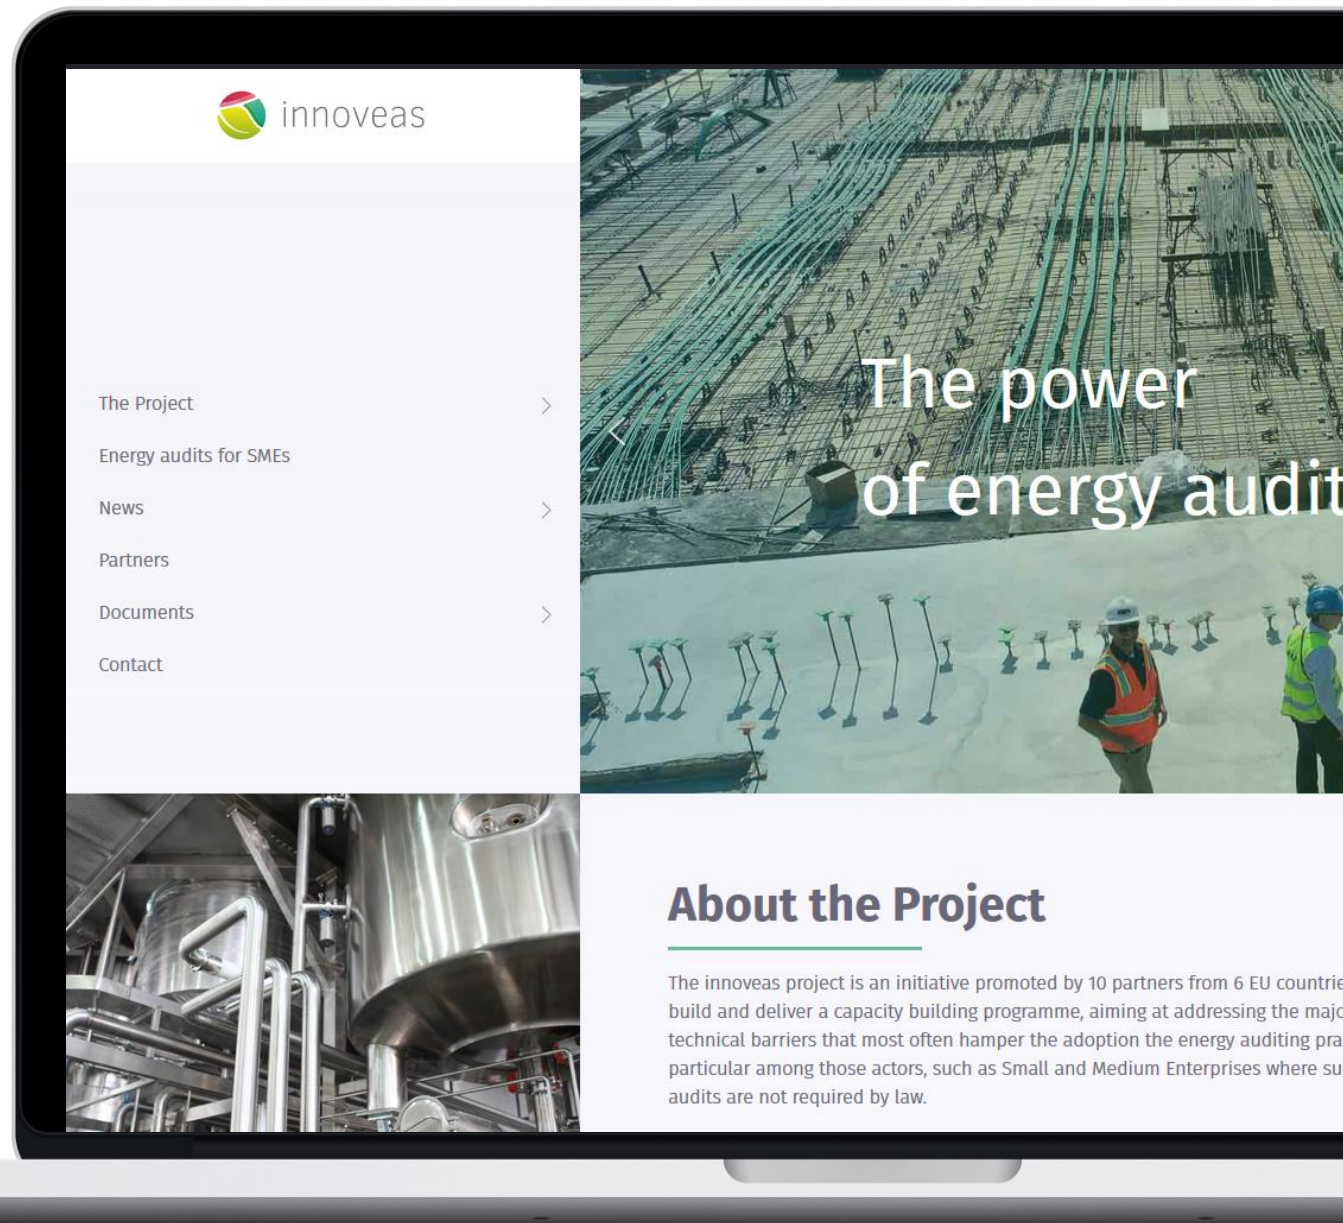 innoveas
The Project
Energy audits for SMEs
News
Partners
Documents
Contact
The power
of energy audit
About the Project
The innoveas project is an initiative promoted by 10 partners from 6 EU countrie
build and deliver a capacity building programme, aiming at addressing the majo
technical barriers that most often hamper the adoption the energy auditing pra
particular among those actors, such as Small and Medium Enterprises where su
audits are not required by law.